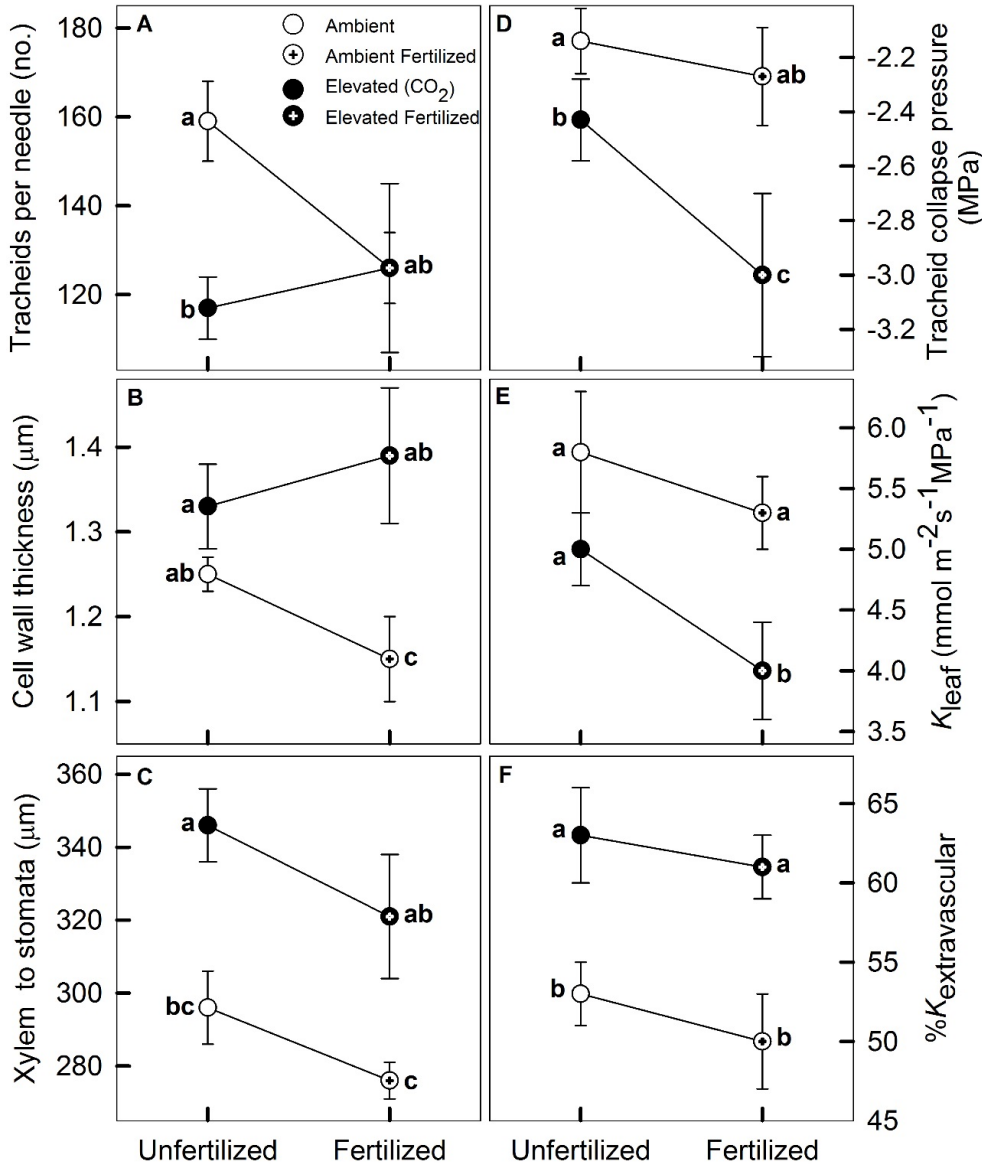 A
Tracheids per needle (no.)
180
160
140
120
a
b
ab
Ambient
Ambient Fertilized
Elevated (CO2)
Elevated Fertilized
D
a
ab
b
c
-2.2
-2.4
-2.6
-2.8
-3.0
-3.2
Tracheid collapse pressure
(MPa)
B
Cell wall thickness (μm)
1.4
1.3
1.2
1.1
a
ab
ab
c
E
a
a
a
b
6.0
5.5
5.0
4.5
4.0
3.5
Kleaf (mmol m−2s−1MPa−1)
C
Xylem to stomata (μm)
360
340
320
300
280
a
ab
bc
c
F
a
a
b
b
65
60
55
50
45
%Kextravascular
Unfertilized Fertilized
Unfertilized Fertilized